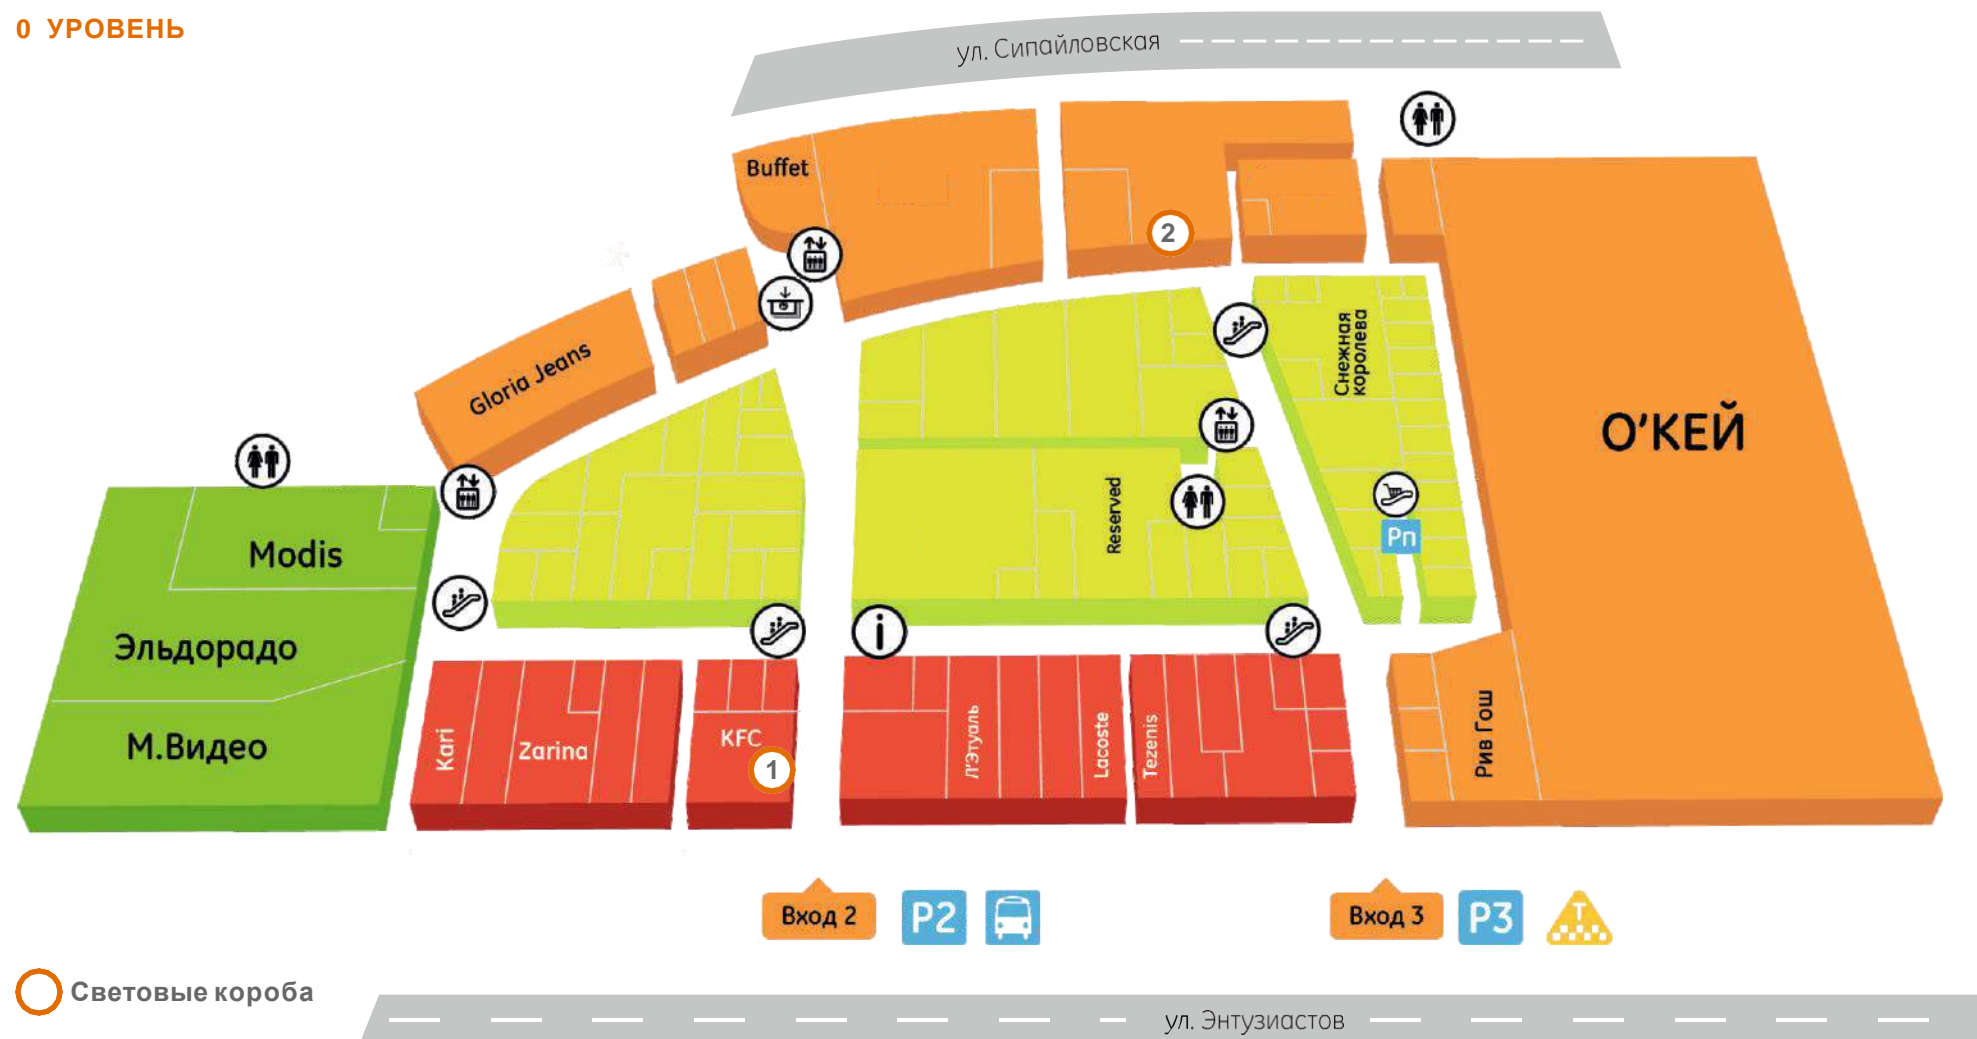 0 УРОВЕНЬ
ул. Сипайловская
Buffet
2
Gloria Jeans
Снежная
королева
О'КЕЙ
Modis
Reserved
Pп
Эльдорадо
i
М.Видео
Kari
Zarina
KFC
1
Л'Этуаль
Lacoste
Tezenis
Рив Гош
Вход 2
P2
Вход 3
P3
T
Световые короба
ул. Энтузиастов